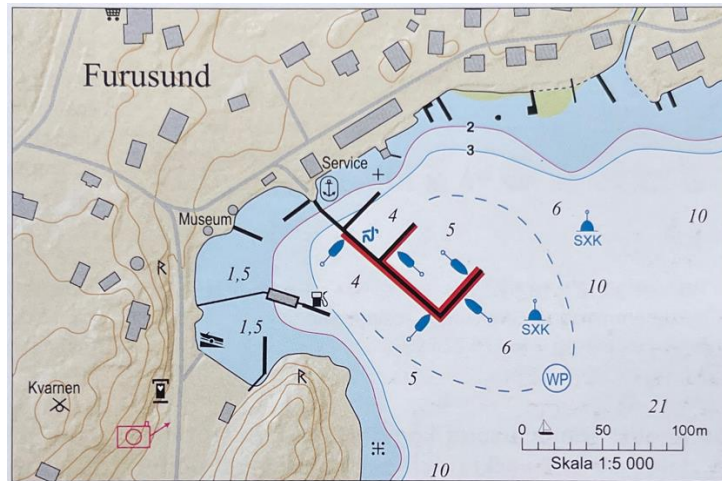 Furusund
2
3
Service
Museum
4
5
6
SXK
10
1,5
4
10
SXK
1,5
6
WP
5
Kvarnen
21
0
50
100m
Skala 1:5 000
10
R
R